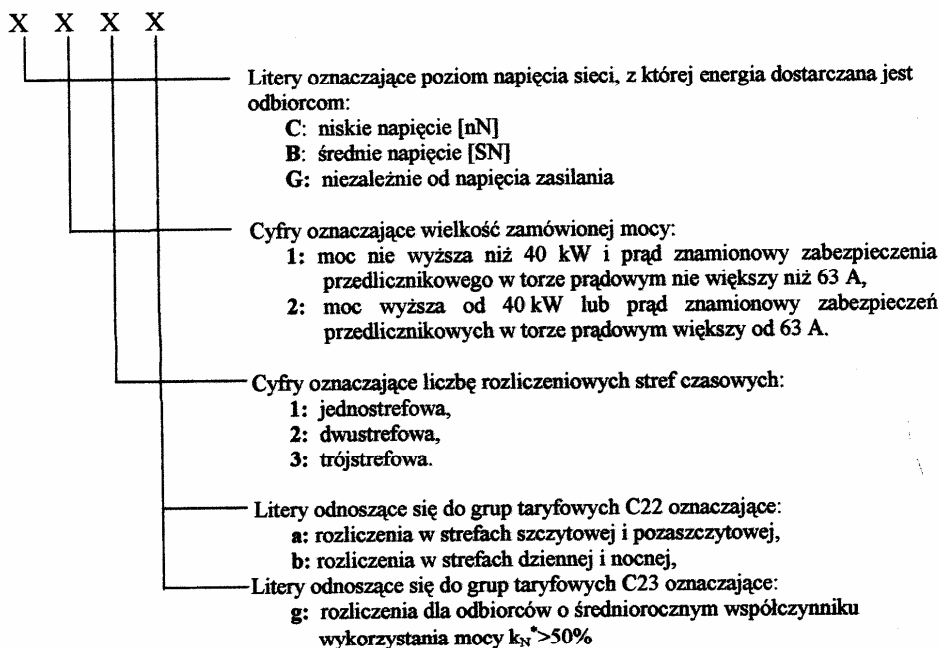 X X X X
Litery oznaczające poziom napięcia sieci, z której energia dostarczana jest
odbiorcom:
C: niskie napięcie [nN]
B: średnie napięcie [SN]
G: niezależnie od napięcia zasilania
Cyfry oznaczające wielkość zamówionej mocy:
1: moc nie wyższa niż 40 kW i prąd znamionowy zabezpieczenia
przedlicznikowego w torze prądowym nie większy niż 63 A,
2: moc wyższa od 40 kW lub prąd znamionowy zabezpieczeń
przedlicznikowych w torze prądowym większy od 63 A.
Cyfry oznaczające liczbę rozliczeniowych stref czasowych:
1: jednostrefowa,
2: dwustrefowa,
3: trójstrefowa.
Litery odnoszące się do grup taryfowych C22 oznaczające:
a: rozliczenia w strefach szczytowej i pozaszczytowej,
b: rozliczenia w strefach dziennej i nocnej,
Litery odnoszące się do grup taryfowych C23 oznaczające:
g: rozliczenia dla odbiorców o średniorocznym współczynniku
wykorzystania mocy kN*>50%